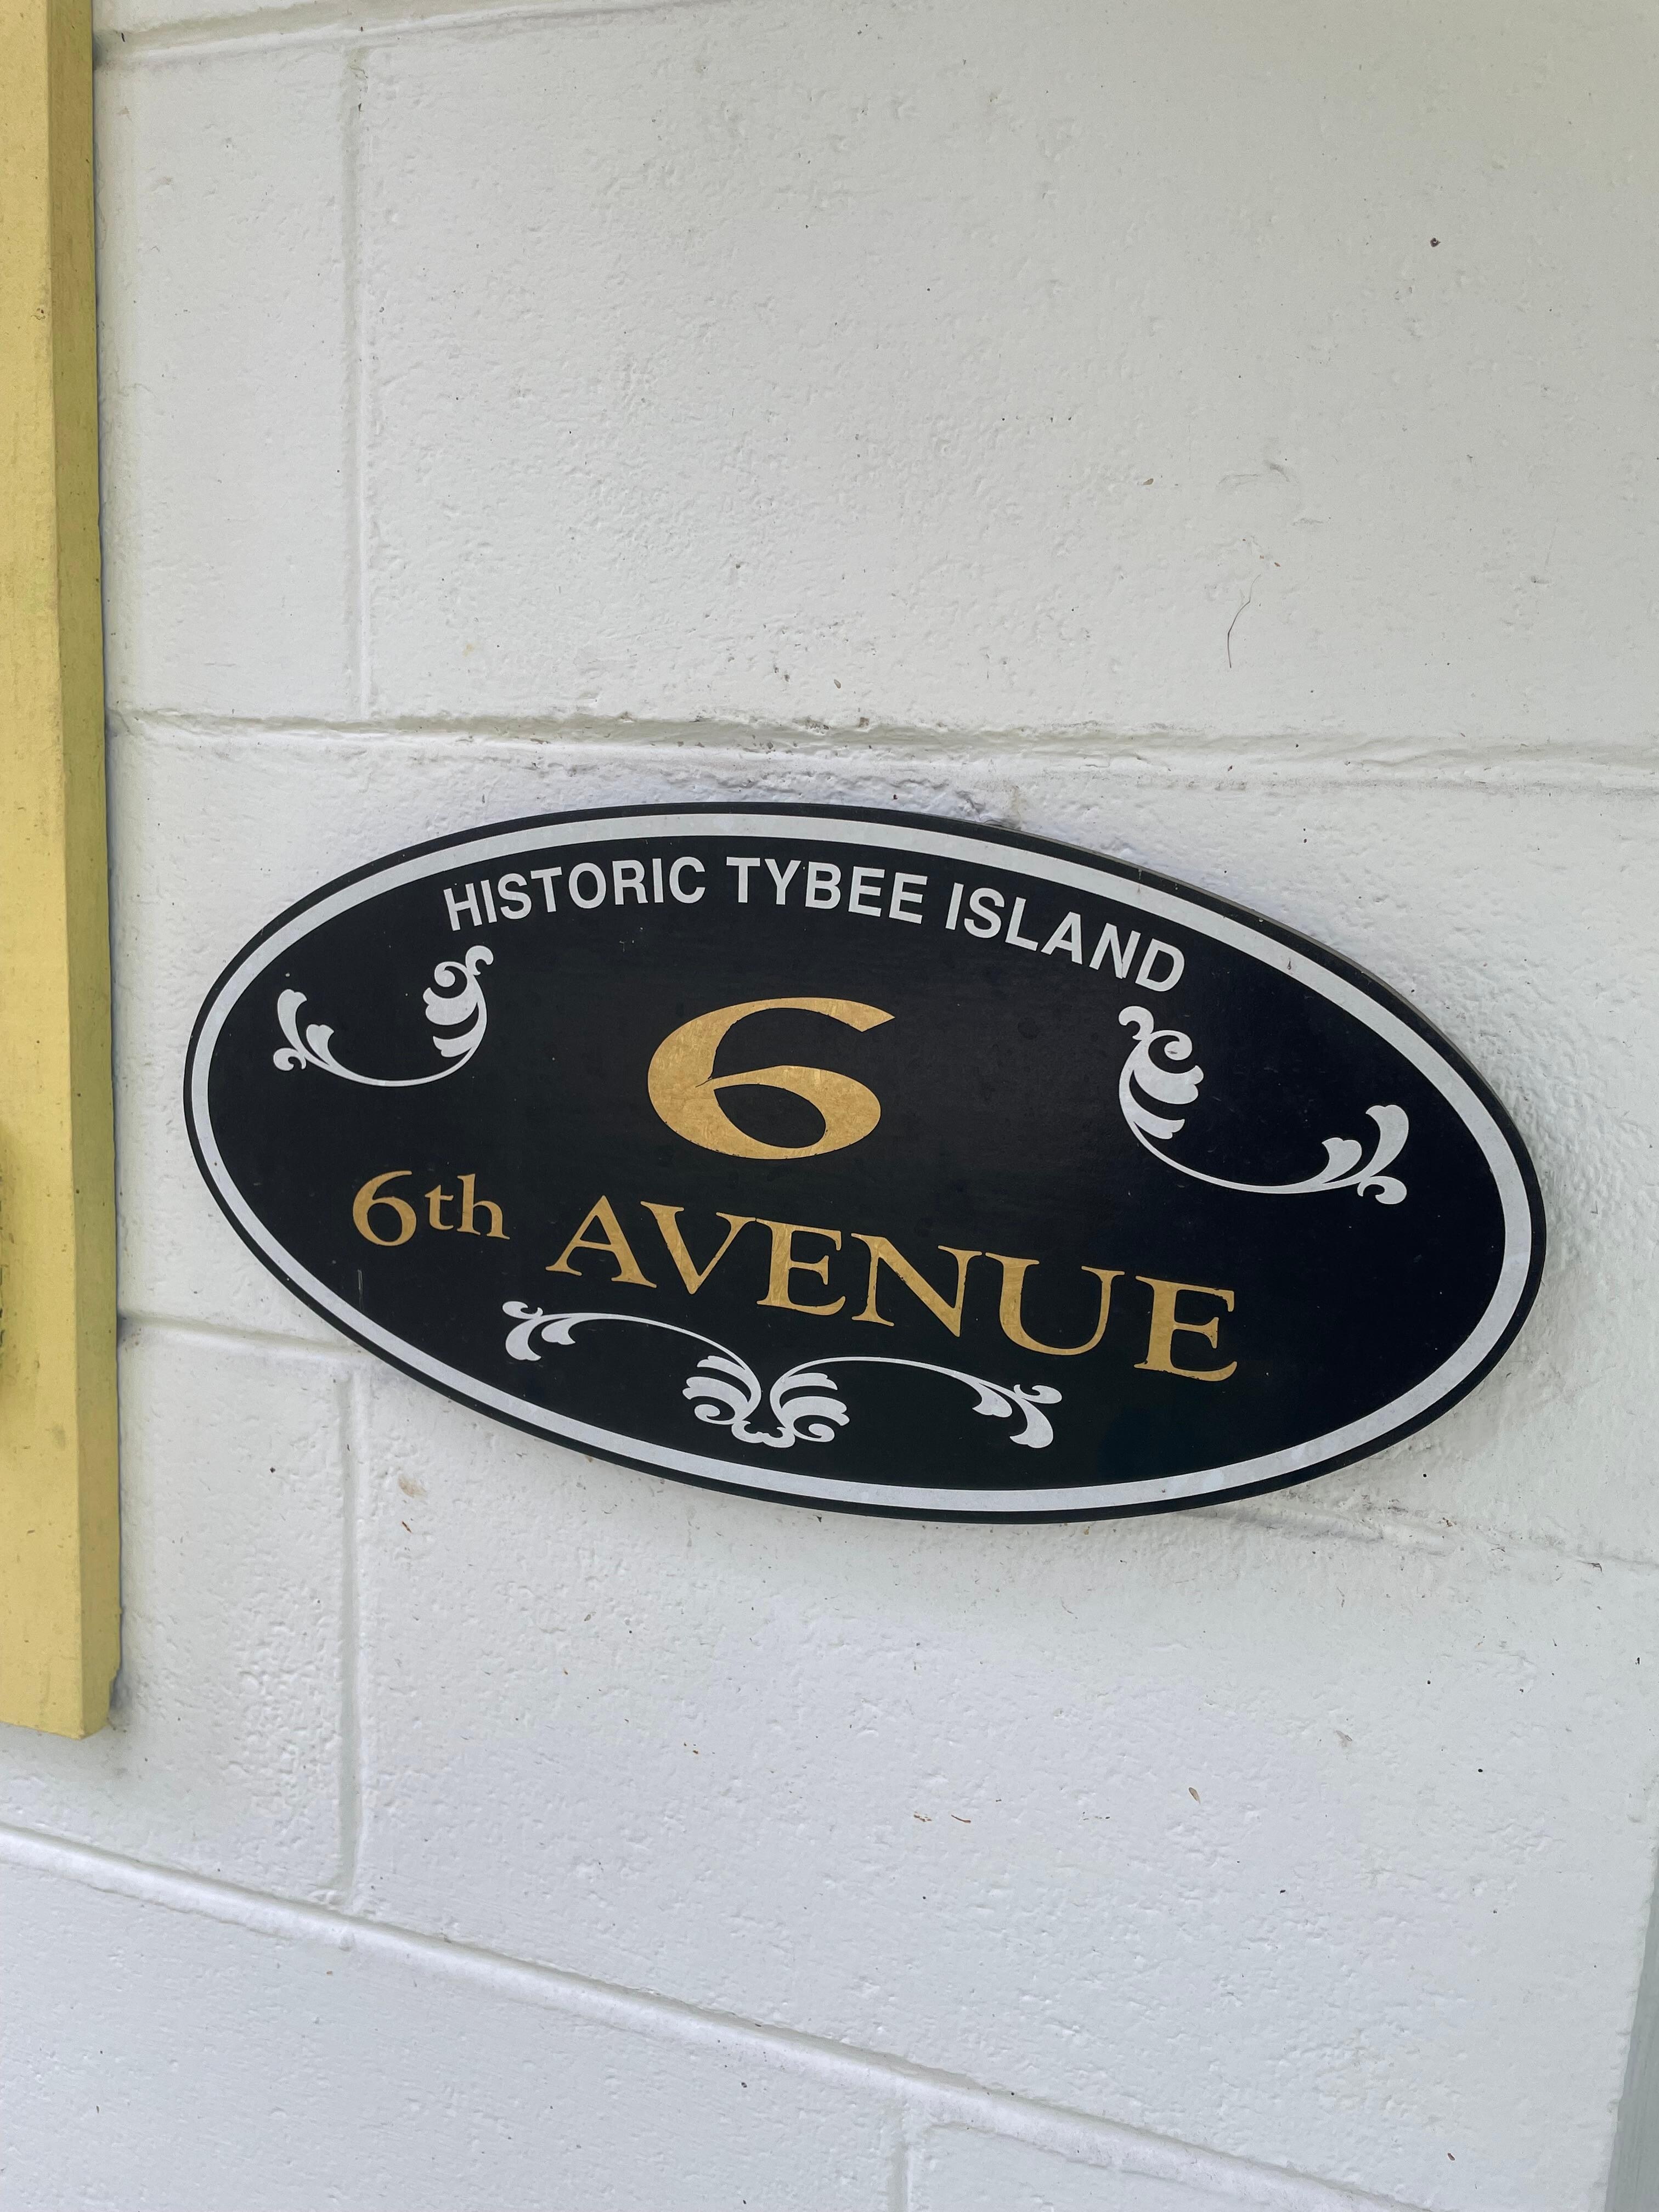 HISTORIC TYBEE ISLAND
6
6th AVENUE